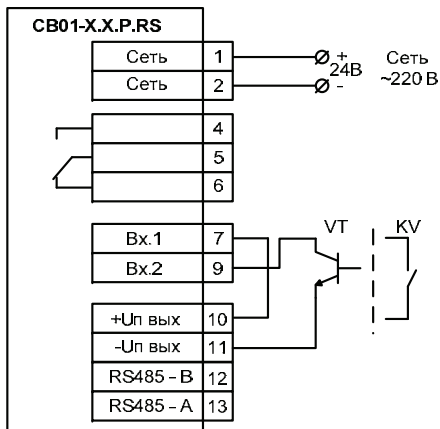 СВ01-Х.Х.Р.RS
Сеть 1
Сеть 2
+
24В
-
Сеть
~220 В
4
5
6
Вх.1 7
Вх.2 9
VT
KV
+Uп вых 10
-Uп вых 11
RS485 - В 12
RS485 - А 13